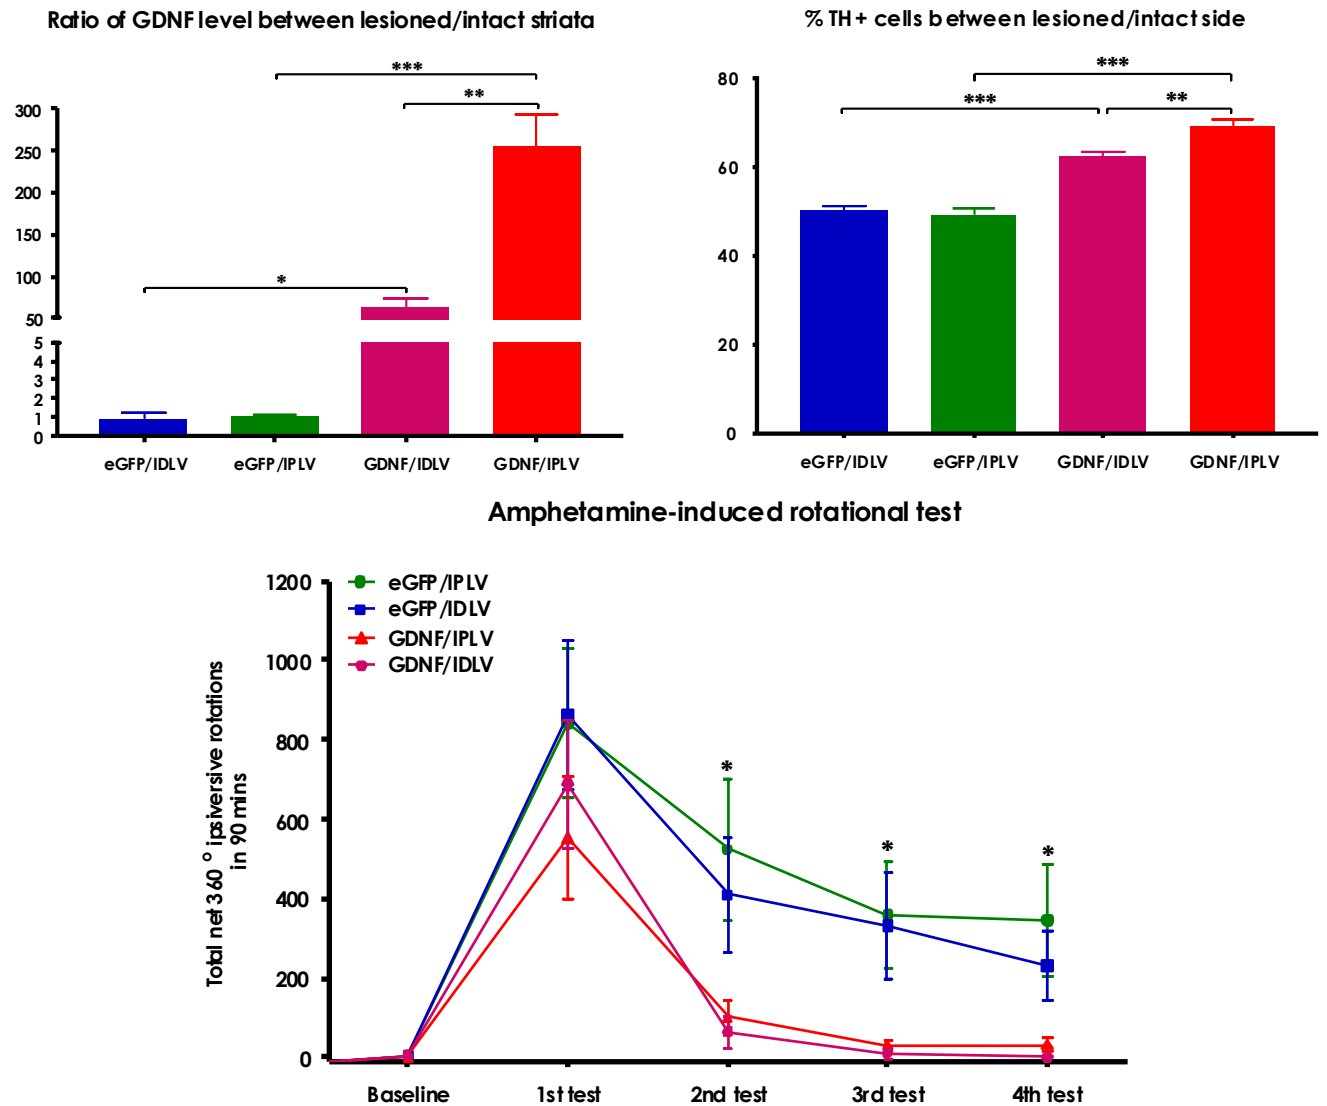 Ratio of GDNF level between lesioned/intact striata
***
**
*
300
250
200
150
100
50
5
4
3
2
1
0
eGFP/IDLV eGFP/IPLV GDNF/IDLV GDNF/IPLV
% TH+ cells between lesioned/intact side
***
*** **
80
60
40
20
0
eGFP/IDLV eGFP/IPLV GDNF/IDLV GDNF/IPLV
Amphetamine-induced rotational test
eGFP/IPLV
eGFP/IDLV
GDNF/IPLV
GDNF/IDLV
Total net 360 ° ipsiversive rotations
in 90 mins
1200
1000
800
600
400
200
0
* * *
Baseline 1st test 2nd test 3rd test 4th test